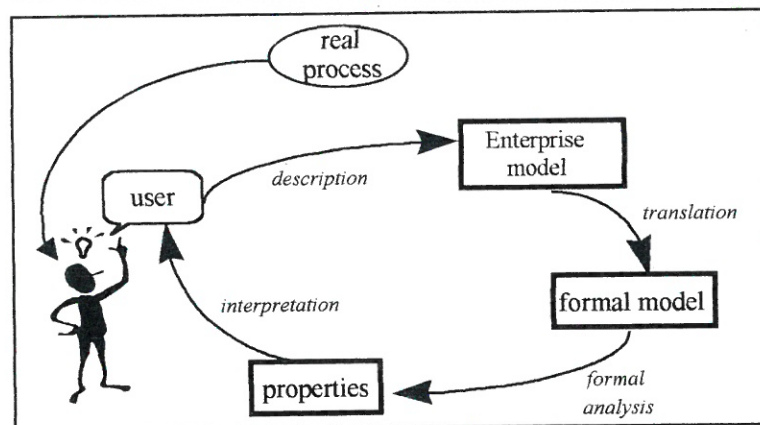 real
process
Enterprise
model
description
user
translation
interpretation
formal model
properties
formal
analysis